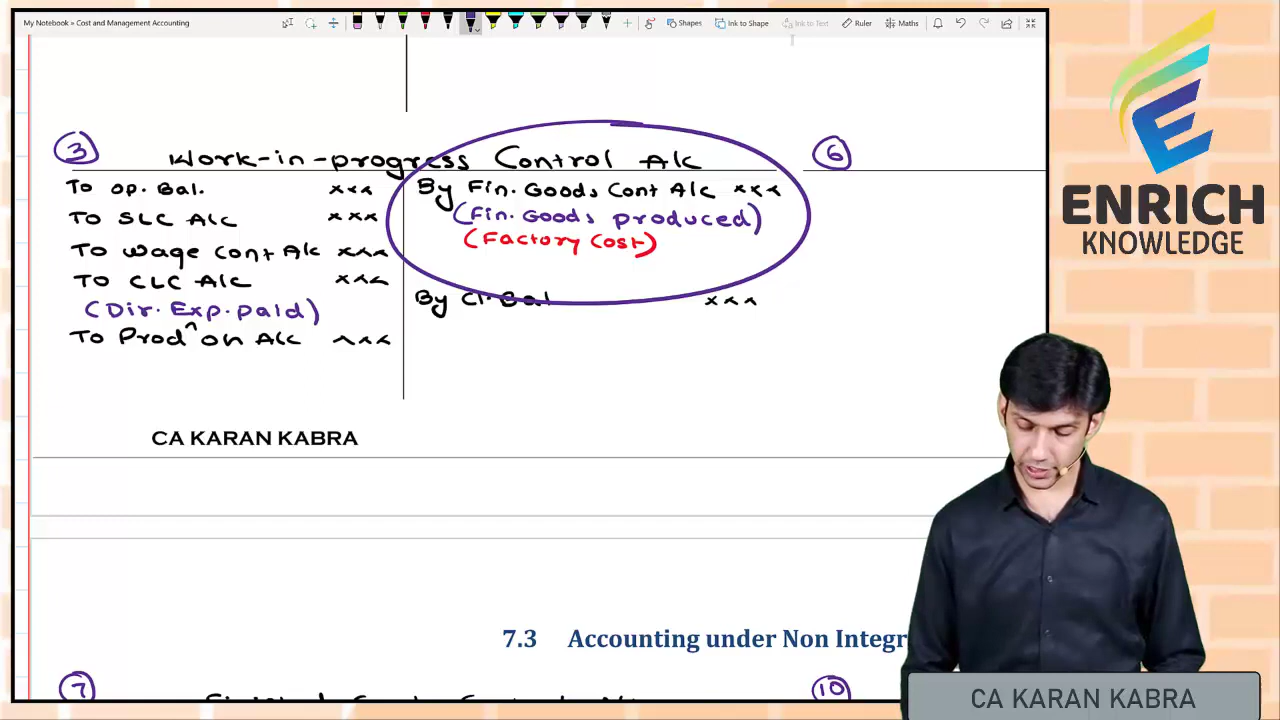 My Notebook » Cost and Management Accounting
Shapes
Ink to Shape
Ink to Text
Ruler
Maths
3
Work-in-progress Control A/c
6
To op. Bal. xxx
By Fin. Goods Cont A/c xxx
To SLC A/c xxx
(Fin. Goods produced)
To wage cont A/c xxx
(Factory Cost)
To CLC A/c xxx
By Cl. Bal xxx
(Dir. Exp. paid)
To Prodn oh A/c xxx
CA KARAN KABRA
7.3 Accounting under Non Integr
7
10
ENRICH
KNOWLEDGE
CA KARAN KABRA